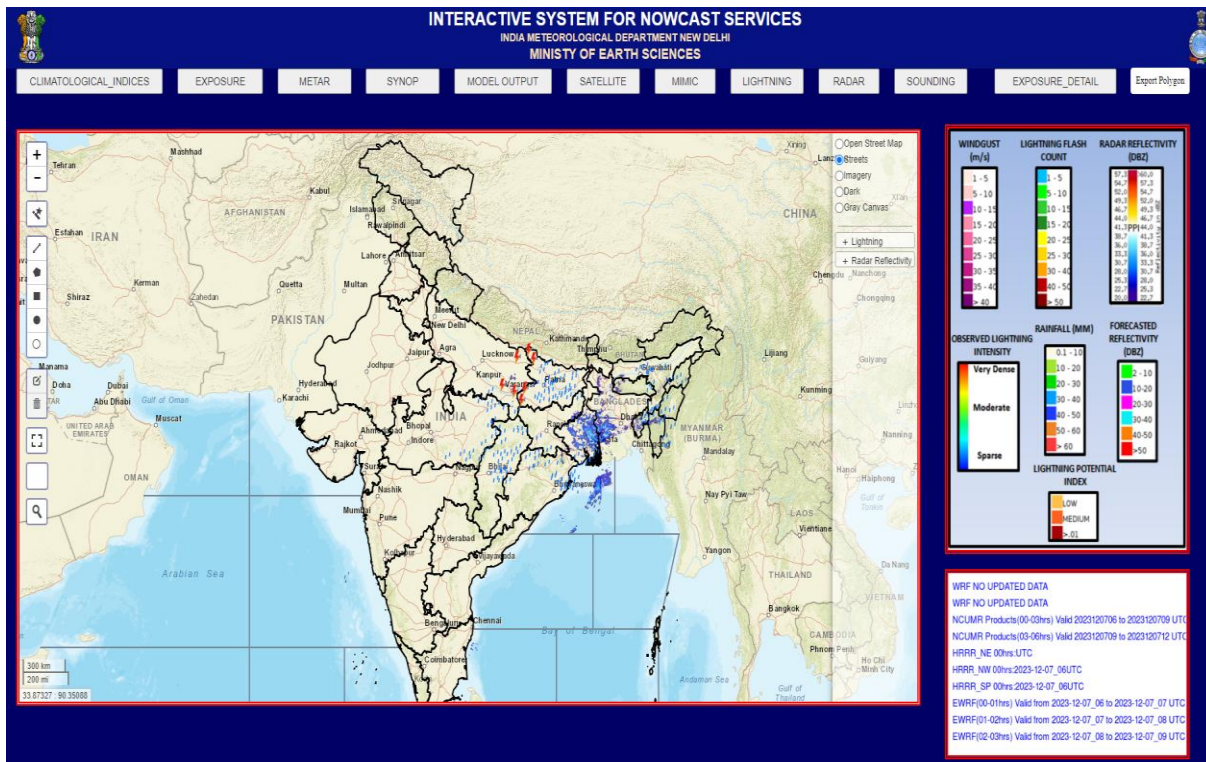 INTERACTIVE SYSTEM FOR NOWCAST SERVICES
INDIA METEOROLOGICAL DEPARTMENT NEW DELHI
MINISTY OF EARTH SCIENCES
CLIMATOLOGICAL_INDICES EXPOSURE METAR SYNOP MODEL OUTPUT SATELLITE MIMIC LIGHTNING RADAR SOUNDING EXPOSURE_DETAIL Export Polygon
+
−
Open Street Map
Streets
Imagery
Dark
Gray Canvas
+ Lightning
+ Radar Reflectivity
Tehran
Mashhad
Xining
Kabul
Srinagar
AFGHANISTAN
CHINA
Rawalpindi
Esfahan
IRAN
Lahore
Amritsar
Chengdu
Nanchong
Kerman
Quetta
Multan
Shiraz
Zahedan
Chongqing
Meerut
PAKISTAN
New Delhi
NEPAL
Kathmandu
Thimphu
BHUTAN
Jaipur
Agra
Lucknow
Lijiang
Guiyang
Guwahati
Jodhpur
Kanpur
Varanasi
Patna
Manama
Doha
Dubai
Hyderabad
Kunming
Abu Dhabi
Gulf of Oman
Karachi
BANGLADES
Muscat
UNITED ARAB
EMIRATES
INDIA
Bhopal
Indore
Rajkot
Chittagong
MYANMAR
(BURMA)
Nanning
Mandalay
OMAN
Surat
Nagpur
Hanoi
Haiphong
Nashik
Nay Pyi Taw
Gulf of
Tonkin
Mumbai
Pune
LAOS
Vientiane
Hyderabad
Kolhapur
Vijayawada
Yangon
Arabian Sea
THAILAND
Da Nang
VIETNAM
Bangkok
Chennai
Bay of Bengal
CAMBODIA
Phnom Penh
Coimbatore
Ho Chi
Minh City
Andaman Sea
Gulf of
Thailand
300 km
200 mi
33.87327 : 90.35088
WINDGUST
(m/s)
1 - 5
5 - 10
10 - 15
15 - 20
20 - 25
25 - 30
30 - 35
35 - 40
> 40
LIGHTNING FLASH
COUNT
1 - 5
5 - 10
10 - 15
15 - 20
20 - 25
25 - 30
30 - 40
40 - 50
> 50
RADAR REFLECTIVITY
(DBZ)
OBSERVED LIGHTNING
INTENSITY
Very Dense
Moderate
Sparse
RAINFALL (MM)
0.1 - 10
10 - 20
20 - 30
30 - 40
40 - 50
50 - 60
> 60
FORECASTED
REFLECTIVITY
(DBZ)
2 - 10
10-20
20-30
30-40
40-50
>50
LIGHTNING POTENTIAL
INDEX
LOW
MEDIUM
>.01
WRF NO UPDATED DATA
WRF NO UPDATED DATA
NCUMR Products(00-03hrs) Valid 2023120706 to 2023120709 UTC
NCUMR Products(03-06hrs) Valid 2023120709 to 2023120712 UTC
HRRR_NE 00hrs:UTC
HRRR_NW 00hrs:2023-12-07_06UTC
HRRR_SP 00hrs:2023-12-07_06UTC
EWRF(00-01hrs) Valid from 2023-12-07_06 to 2023-12-07_07 UTC
EWRF(01-02hrs) Valid from 2023-12-07_07 to 2023-12-07_08 UTC
EWRF(02-03hrs) Valid from 2023-12-07_08 to 2023-12-07_09 UTC